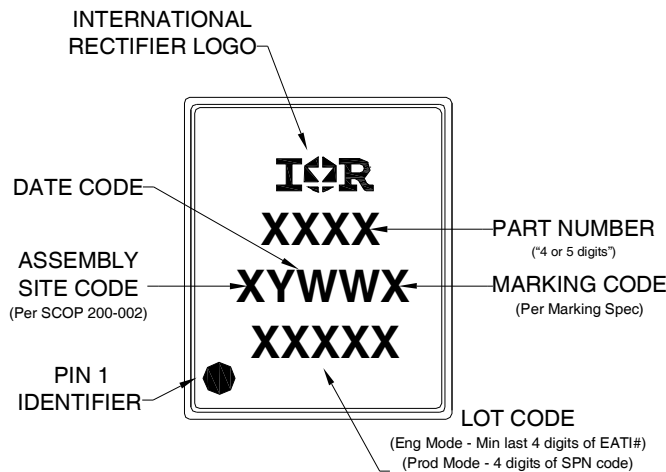 INTERNATIONAL
RECTIFIER LOGO
IOR
DATE CODE
XXXX
PART NUMBER
(“4 or 5 digits”)
ASSEMBLY
SITE CODE
(Per SCOP 200-002)
XYWWX
MARKING CODE
(Per Marking Spec)
XXXXX
PIN 1
IDENTIFIER
LOT CODE
(Eng Mode - Min last 4 digits of EATI#)
(Prod Mode - 4 digits of SPN code)